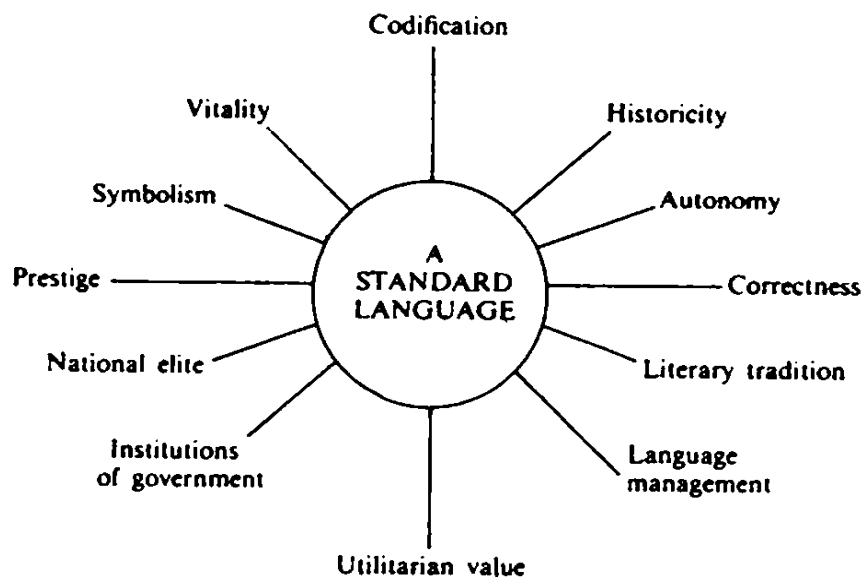 Codification
Vitality
Historicity
Symbolism
Autonomy
Prestige
A
STANDARD
LANGUAGE
Correctness
National elite
Literary tradition
Institutions
of government
Language
management
Utilitarian value